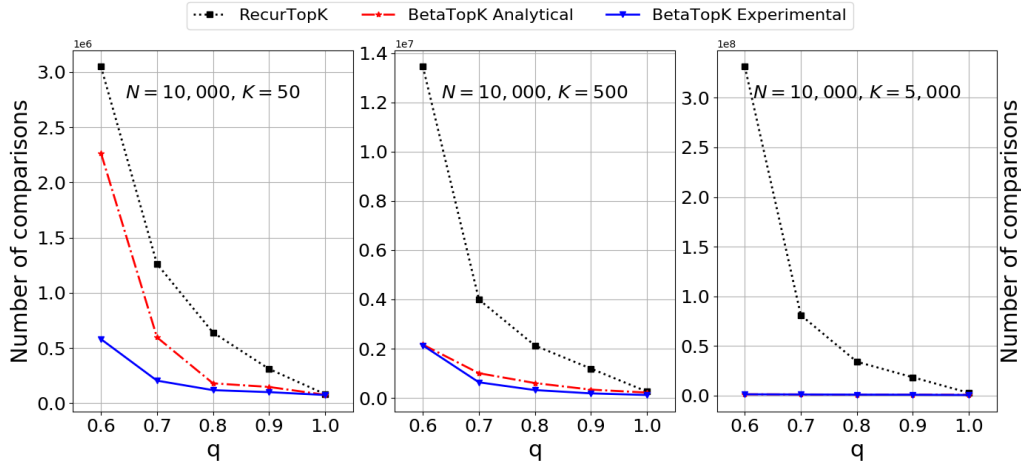 RecurTopK BetaTopK Analytical BetaTopK Experimental
1e6
N = 10,000, K = 50
Number of comparisons
3.0
2.5
2.0
1.5
1.0
0.5
0.0
0.6 0.7 0.8 0.9 1.0
q
1e7
N = 10,000, K = 500
1.4
1.2
1.0
0.8
0.6
0.4
0.2
0.0
0.6 0.7 0.8 0.9 1.0
q
1e8
N = 10,000, K = 5,000
3.0
2.5
2.0
1.5
1.0
0.5
0.0
0.6 0.7 0.8 0.9 1.0
q
Number of comparisons